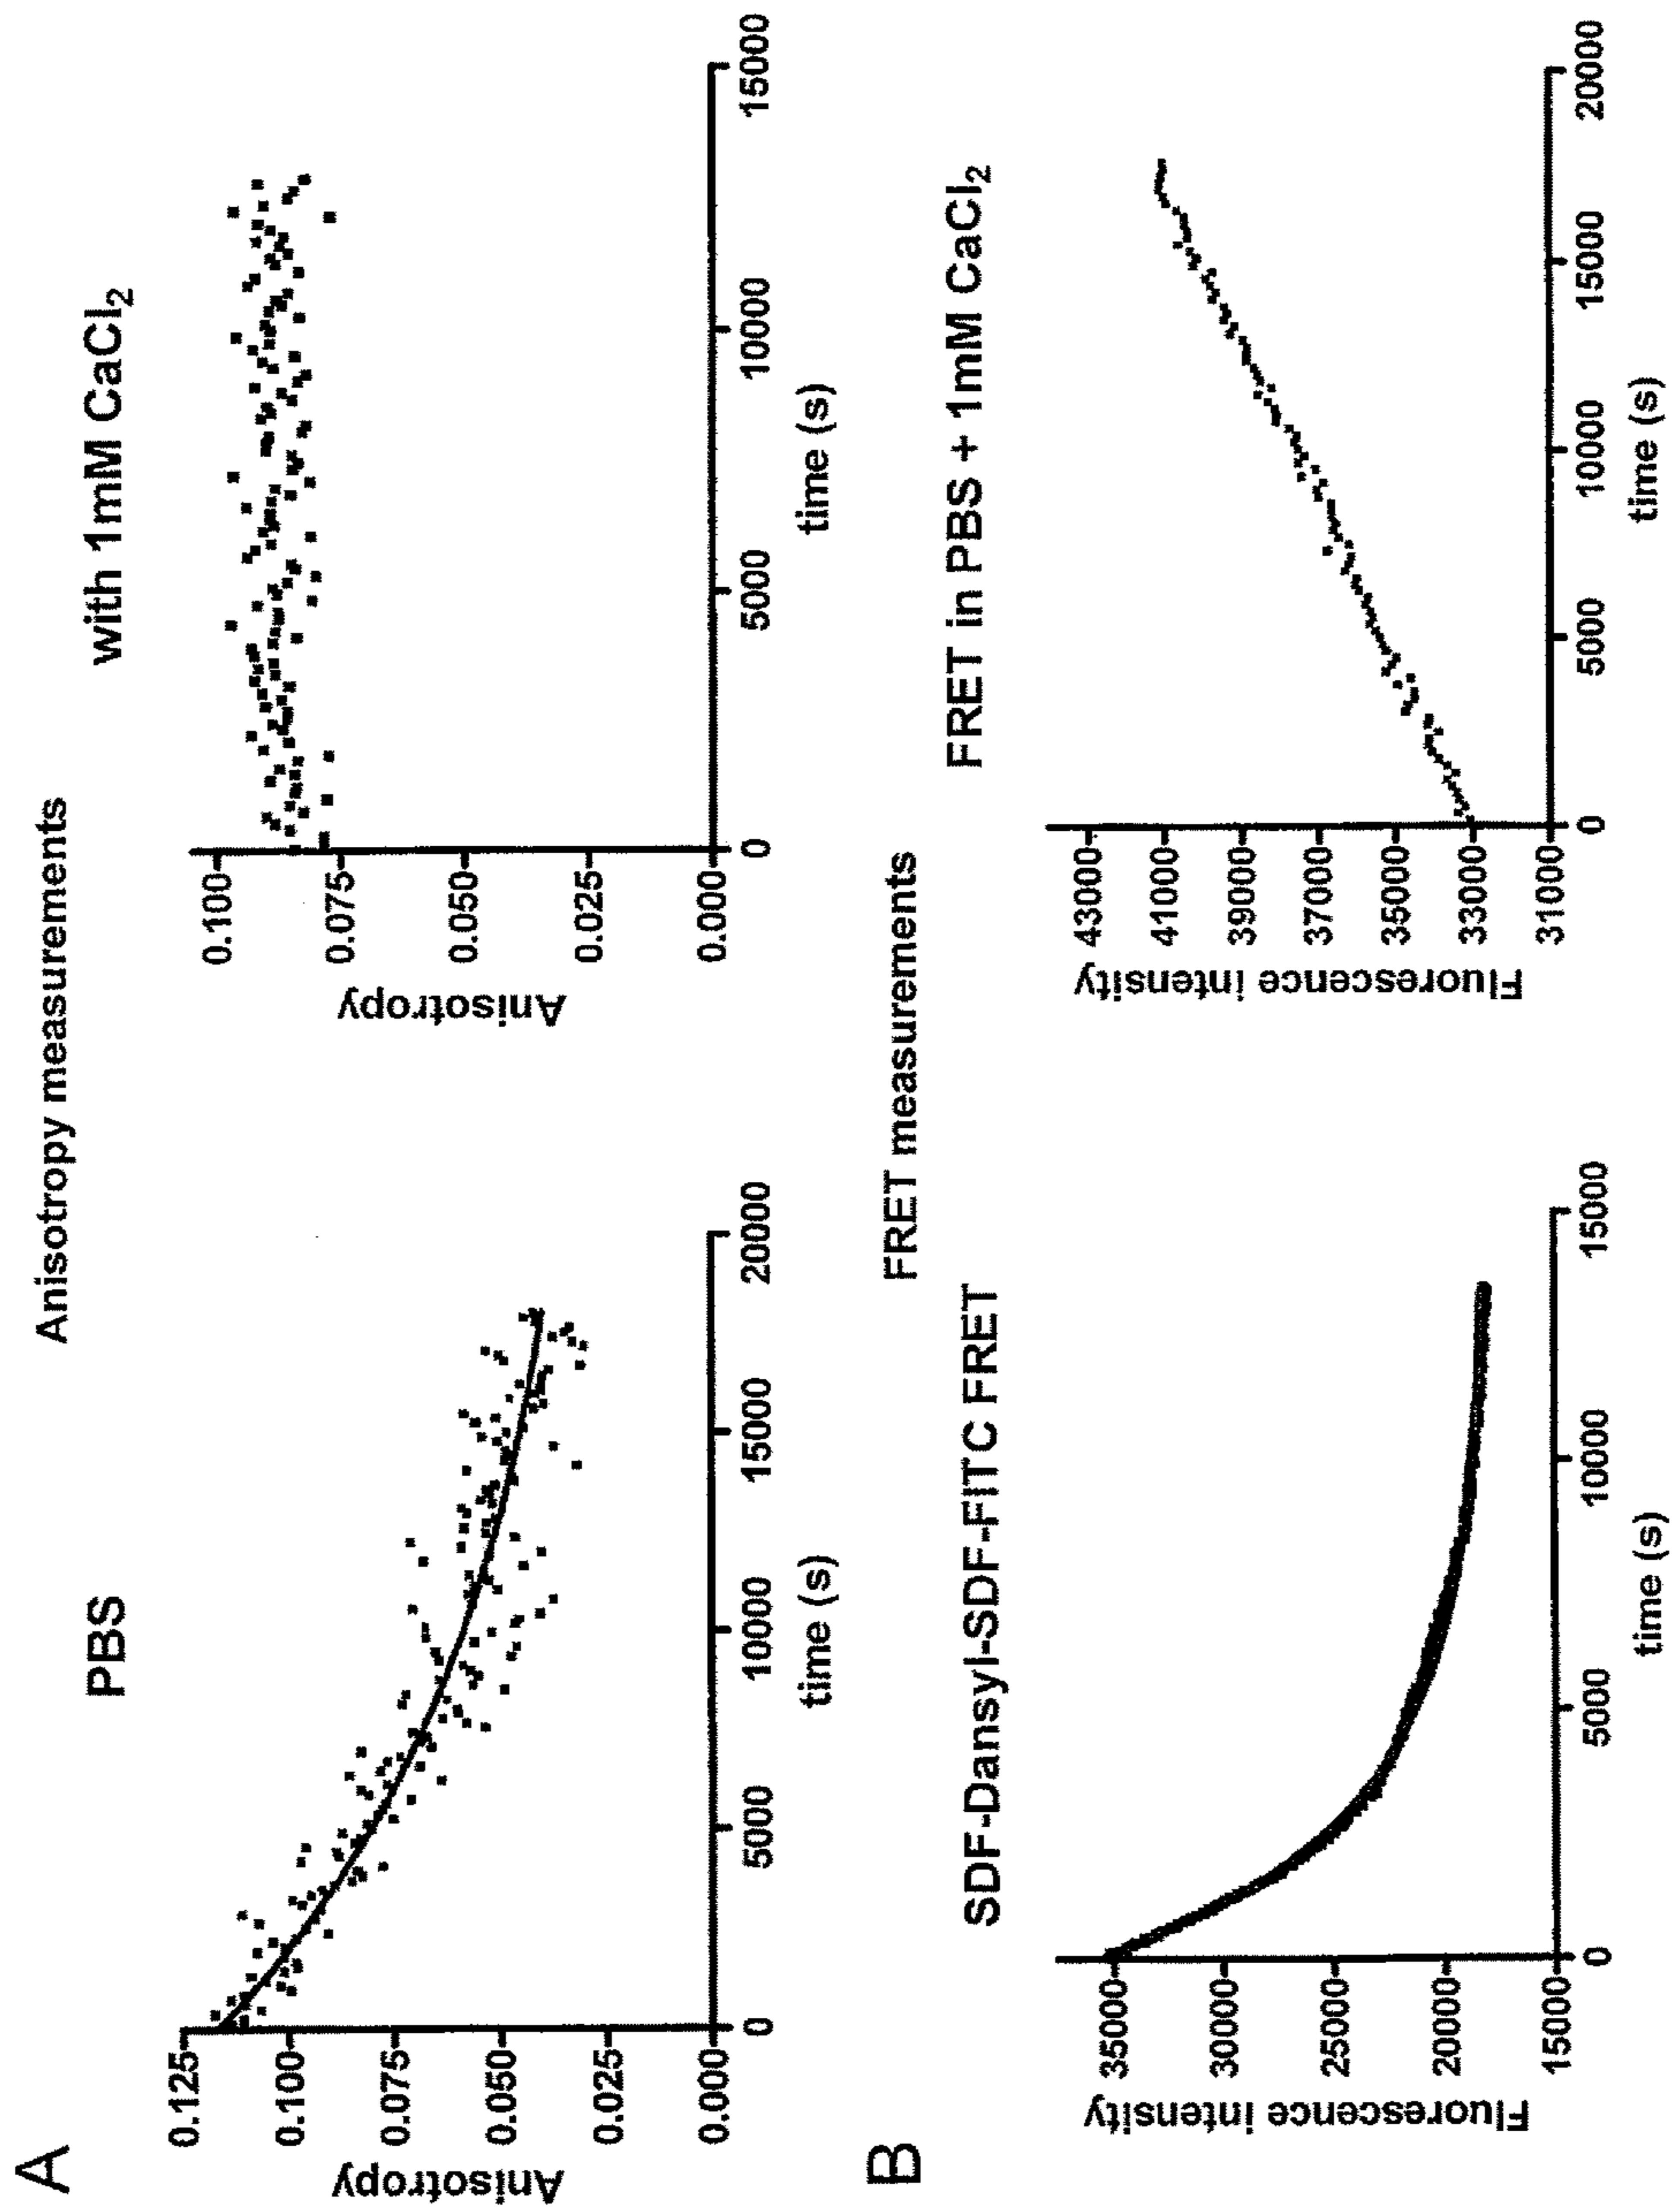 A
Anisotropy measurements
PBS
Anisotropy
0.125
0.100
0.075
0.050
0.025
0.000
0
5000
10000
15000
20000
time (s)
with 1mM CaCl₂
Anisotropy
0.100
0.075
0.050
0.025
0.000
0
5000
10000
15000
time (s)
B
FRET measurements
SDF-Dansyl-SDF-FITC FRET
Fluorescence intensity
35000
30000
25000
20000
15000
0
5000
10000
15000
time (s)
FRET in PBS + 1mM CaCl₂
Fluorescence intensity
43000
41000
39000
37000
35000
33000
31000
0
5000
10000
15000
20000
time (s)